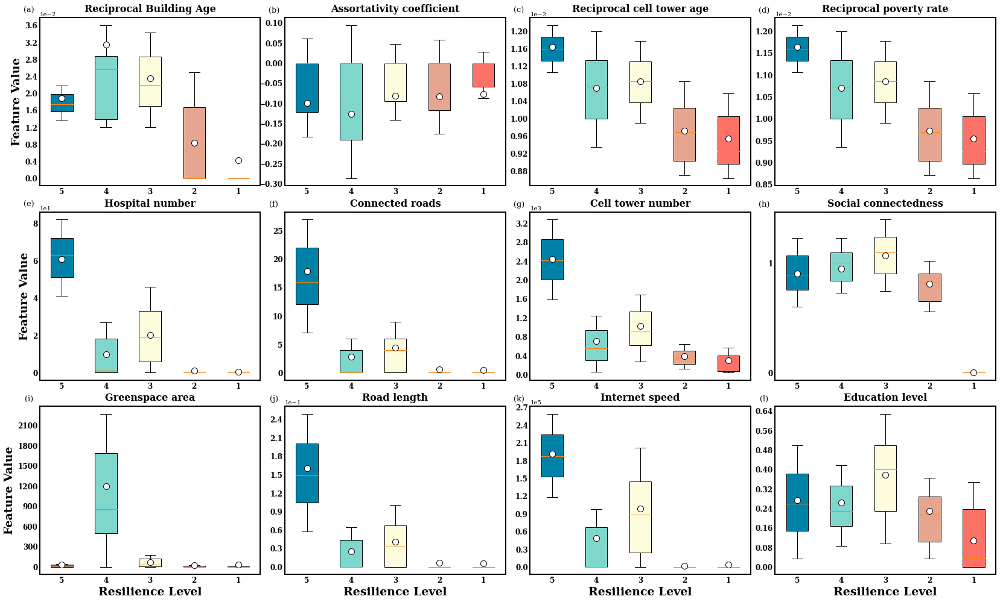 (a) Reciprocal Building Age
(b) Assortativity coefficient
(c) Reciprocal cell tower age
(d) Reciprocal poverty rate
1e−2
1e−2
1e−2
Feature Value
3.6
3.2
2.8
2.4
2.0
1.6
1.2
0.8
0.4
0.0
5 4 3 2 1
0.10
0.05
0.00
−0.05
−0.10
−0.15
−0.20
−0.25
−0.30
5 4 3 2 1
1.20
1.16
1.12
1.08
1.04
1.00
0.96
0.92
0.88
5 4 3 2 1
1.20
1.15
1.10
1.05
1.00
0.95
0.90
0.85
5 4 3 2 1
(e) Hospital number
(f) Connected roads
(g) Cell tower number
(h) Social connectedness
1e1
1e3
Feature Value
8
6
4
2
0
5 4 3 2 1
25
20
15
10
5
0
5 4 3 2 1
3.2
2.8
2.4
2.0
1.6
1.2
0.8
0.4
0.0
5 4 3 2 1
1
0
5 4 3 2 1
(i) Greenspace area
(j) Road length
(k) Internet speed
(l) Education level
1e−1
1e5
Feature Value
2100
1800
1500
1200
900
600
300
0
5 4 3 2 1
Resilience Level
2.4
2.1
1.8
1.5
1.2
0.9
0.6
0.3
0.0
5 4 3 2 1
Resilience Level
2.7
2.4
2.1
1.8
1.5
1.2
0.9
0.6
0.3
0.0
5 4 3 2 1
Resilience Level
0.64
0.56
0.48
0.40
0.32
0.24
0.16
0.08
0.00
5 4 3 2 1
Resilience Level